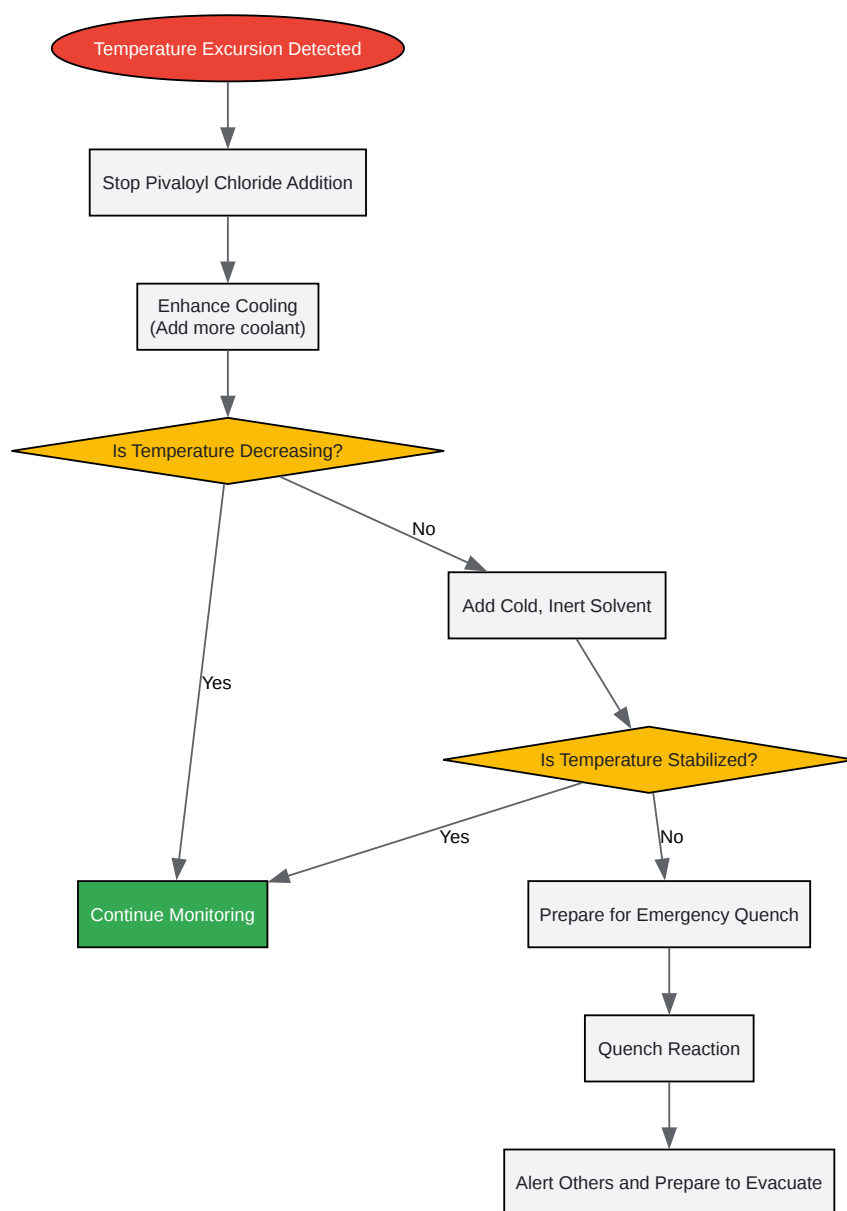 Temperature Excursion Detected
Stop Pivaloyl Chloride Addition
Enhance Cooling
(Add more coolant)
Is Temperature Decreasing?
No
Add Cold, Inert Solvent
Yes
Is Temperature Stabilized?
Yes
No
Continue Monitoring
Prepare for Emergency Quench
Quench Reaction
Alert Others and Prepare to Evacuate